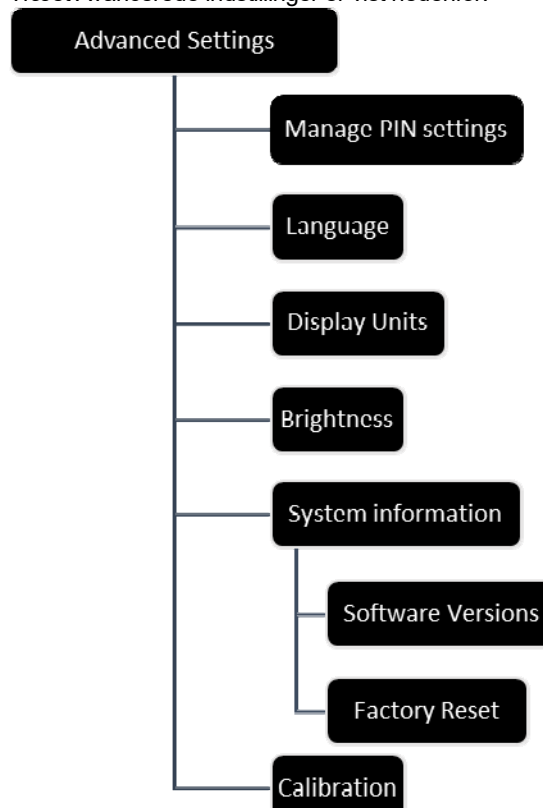 Advanced Settings
Manage PIN settings
Language
Display Units
Brightness
System information
Software Versions
Factory Reset
Calibration